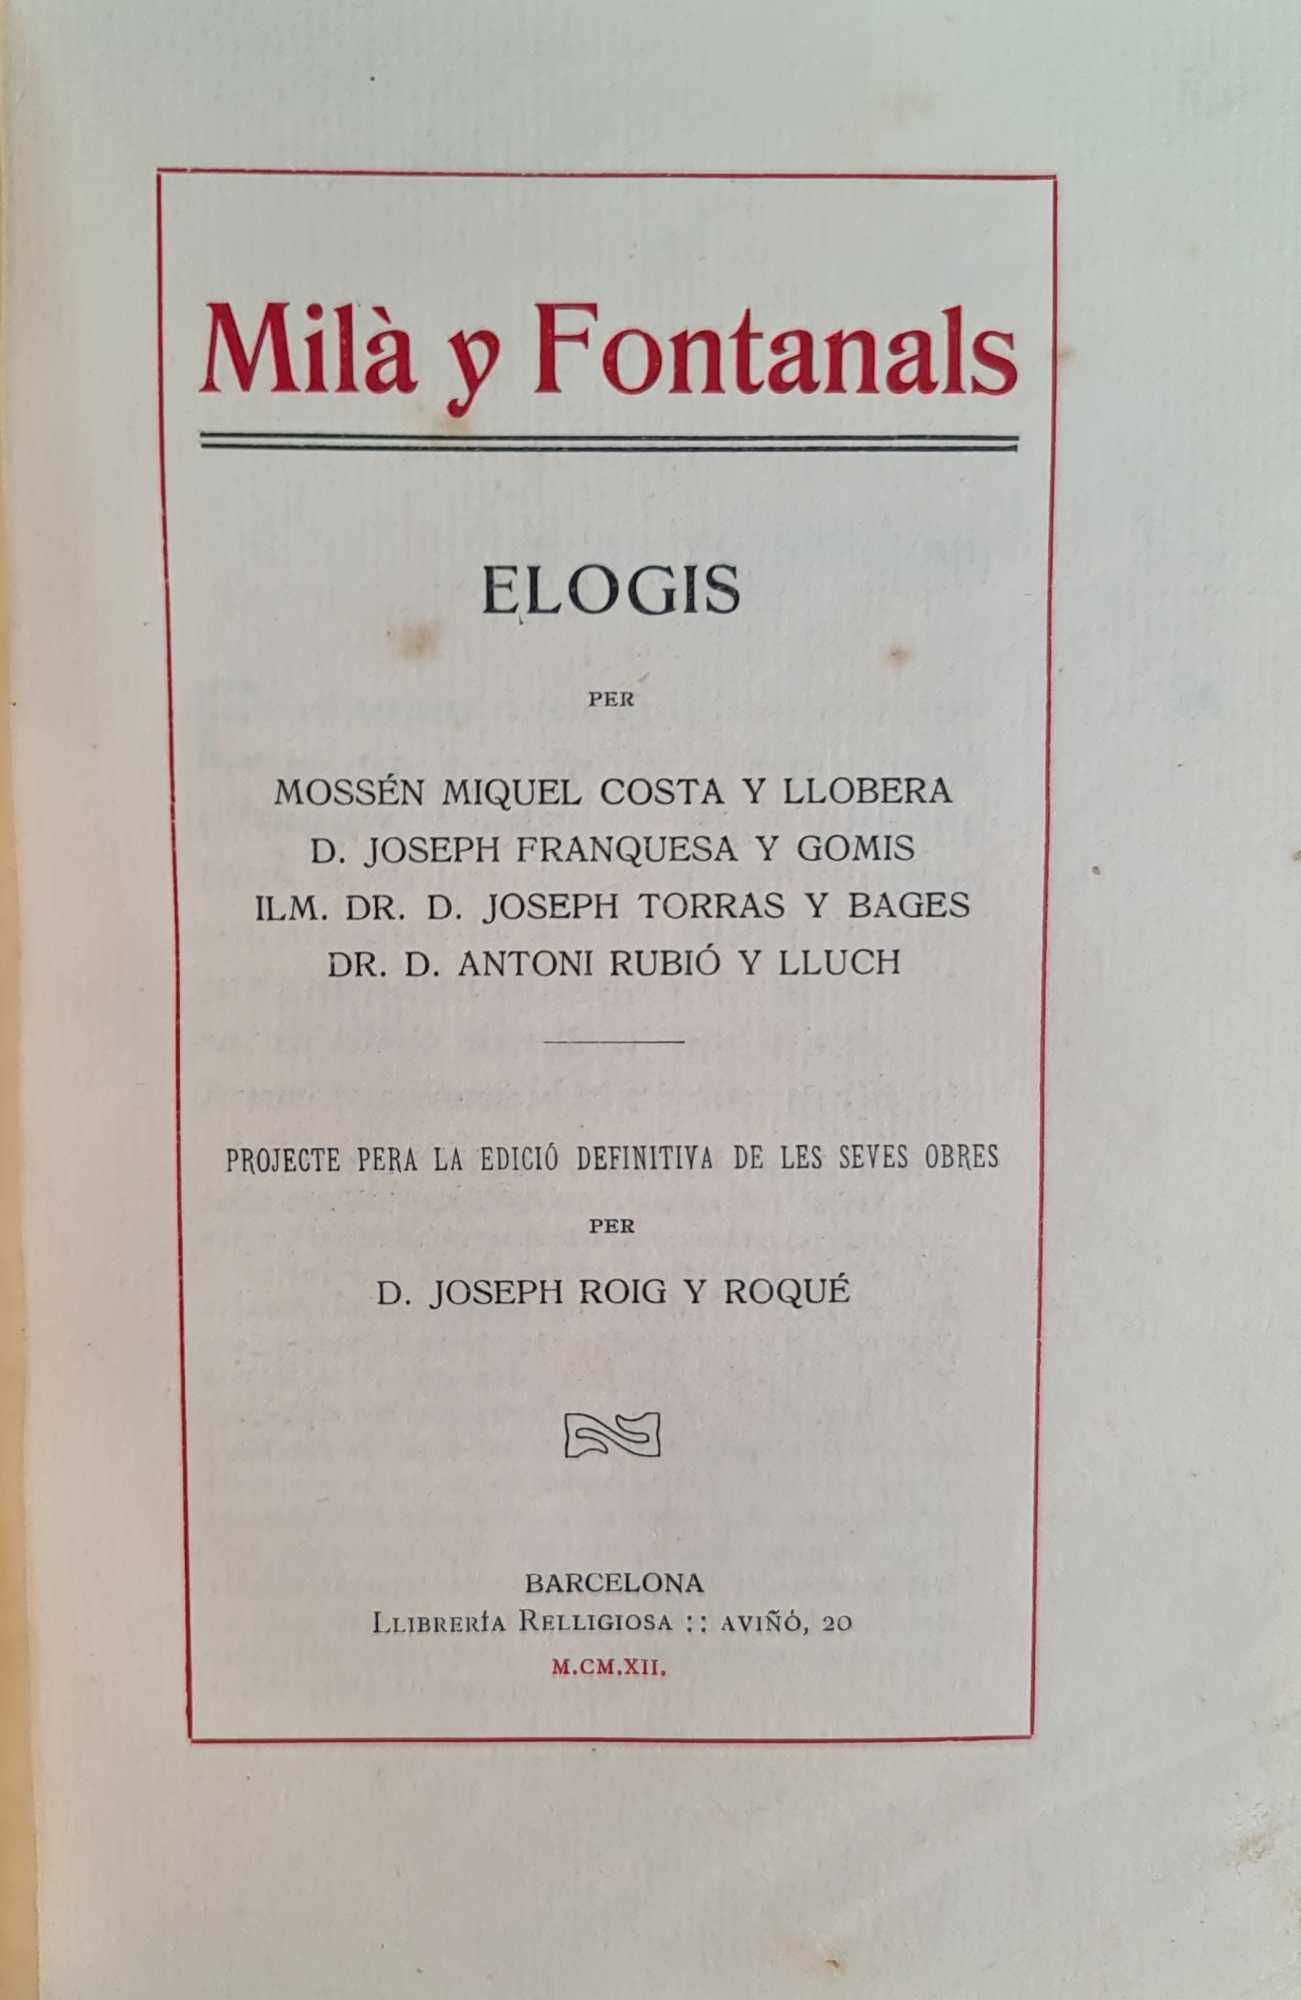 Milà y Fontanals
ELOGIS
PER
MOSSÉN MIQUEL COSTA Y LLOBERA
D. JOSEPH FRANQUESA Y GOMIS
ILM. DR. D. JOSEPH TORRAS Y BAGES
DR. D. ANTONI RUBIÓ Y LLUCH
PROJECTE PERA LA EDICIÓ DEFINITIVA DE LES SEVES OBRES
PER
D. JOSEPH ROIG Y ROQUÉ
BARCELONA
LLIBRERÍA RELLIGIOSA :: AVIÑÓ, 20
M.CM.XII.